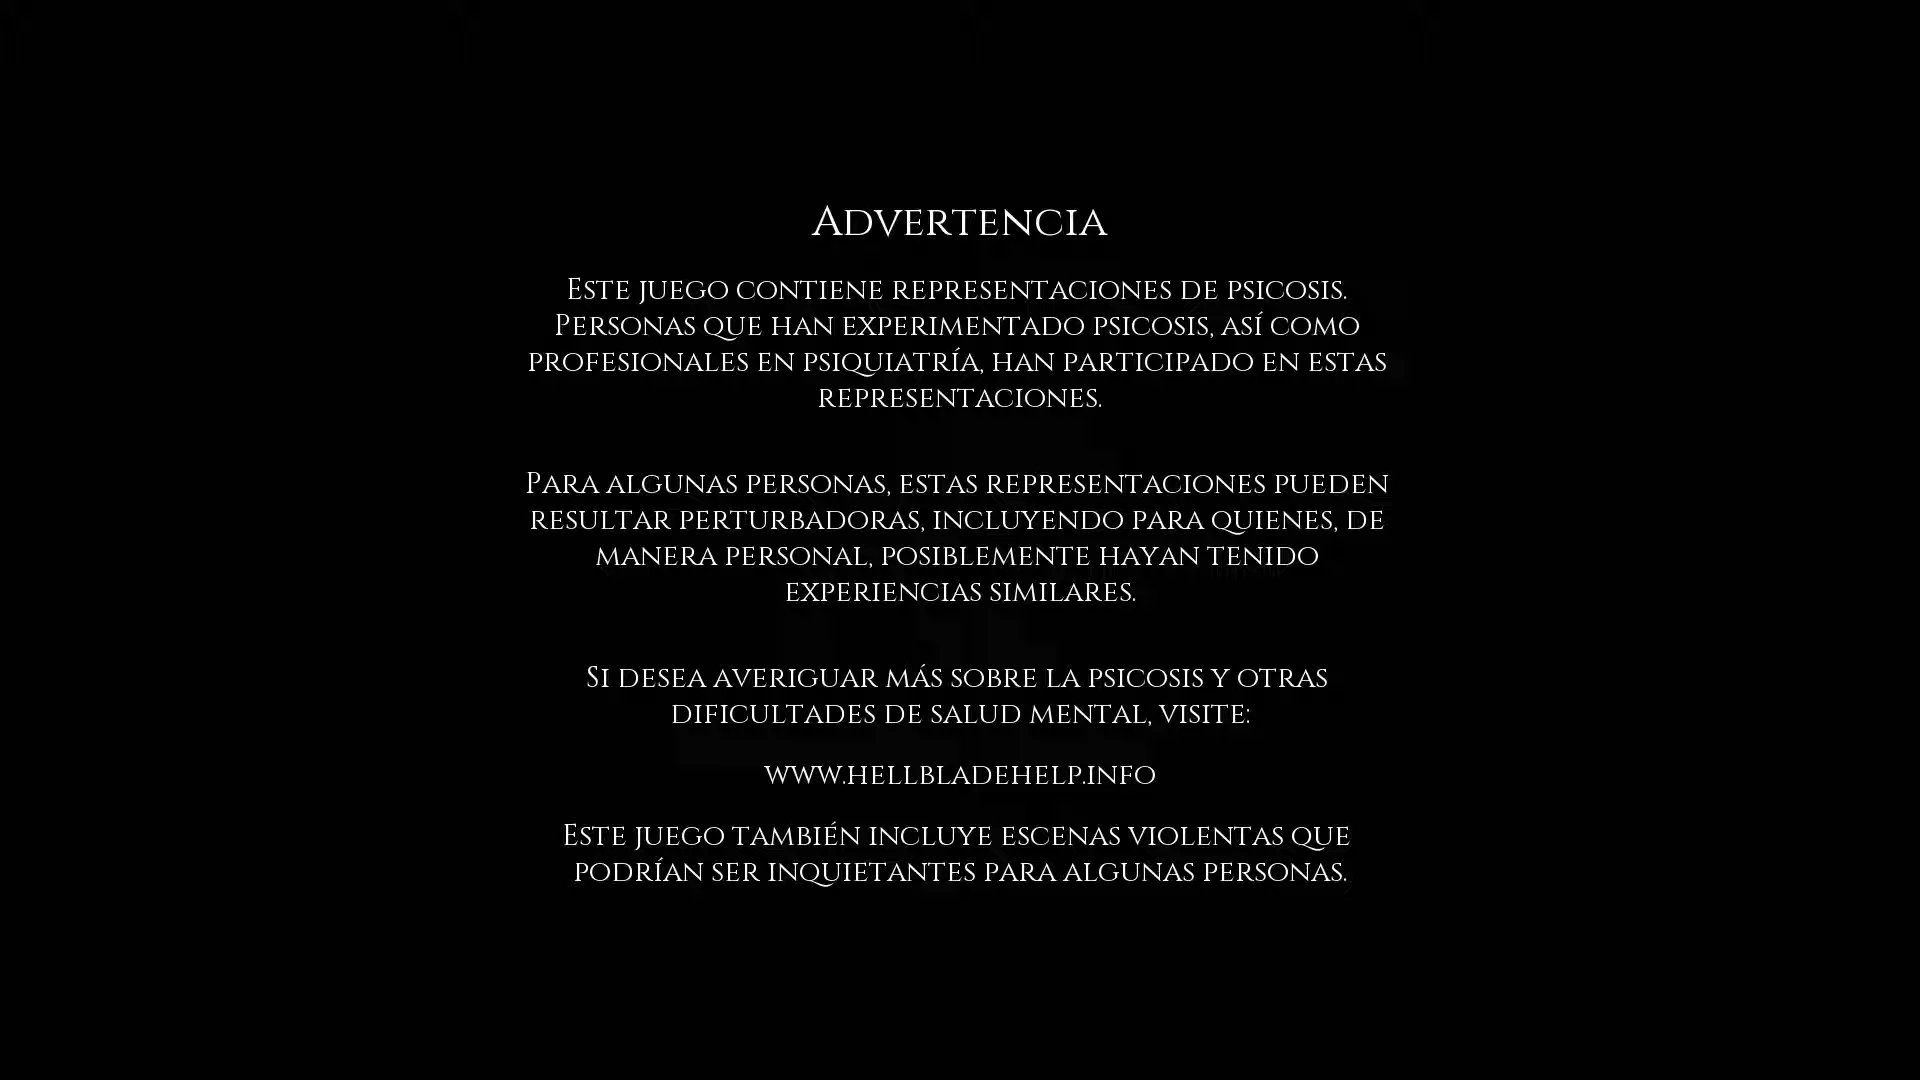 Advertencia
Este juego contiene representaciones de psicosis.
Personas que han experimentado psicosis, así como
profesionales en psiquiatría, han participado en estas
representaciones.
Para algunas personas, estas representaciones pueden
resultar perturbadoras, incluyendo para quienes, de
manera personal, posiblemente hayan tenido
experiencias similares.
Si desea averiguar más sobre la psicosis y otras
dificultades de salud mental, visite:
www.hellbladehelp.info
Este juego también incluye escenas violentas que
podrían ser inquietantes para algunas personas.